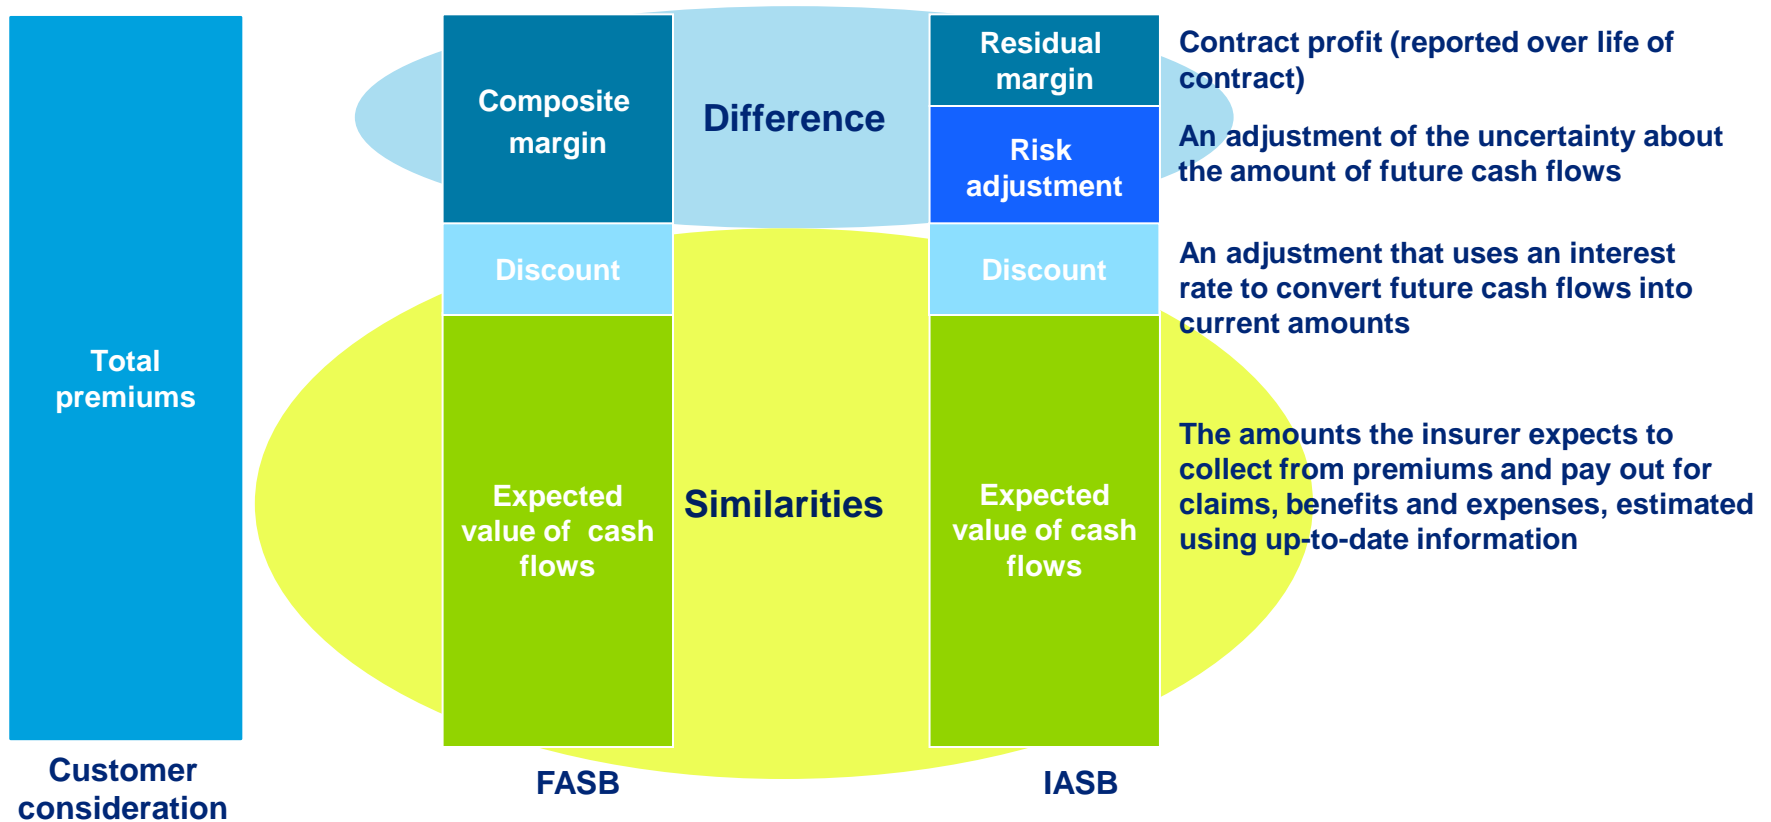 Total
premiums
Customer
consideration
Composite
margin
Discount
Expected
value of  cash
flows
FASB
Difference
Similarities
Residual
margin
Risk
adjustment
Discount
Expected
value of cash
flows
IASB
Contract profit (reported over life of
contract)
An adjustment of the uncertainty about
the amount of future cash flows
An adjustment that uses an interest
rate to convert future cash flows into
current amounts
The amounts the insurer expects to
collect from premiums and pay out for
claims, benefits and expenses, estimated
using up-to-date information